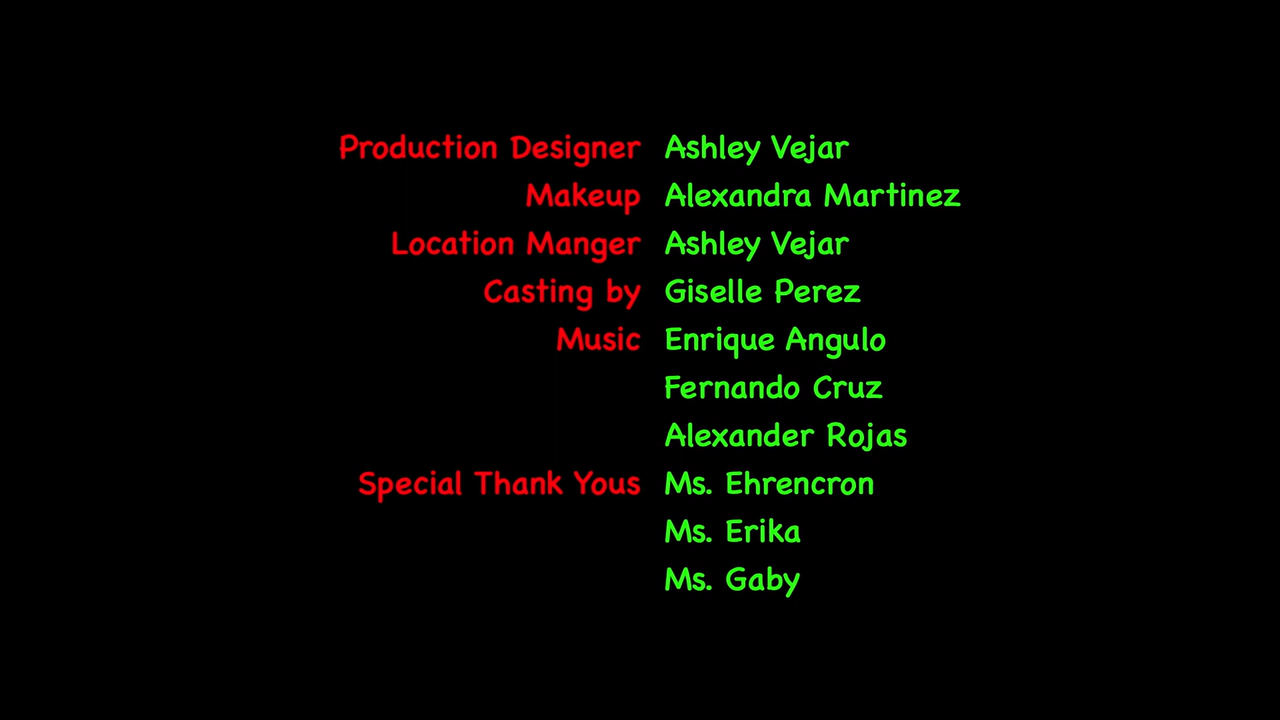 Production Designer Ashley Vejar
Makeup Alexandra Martinez
Location Manger Ashley Vejar
Casting by Giselle Perez
Music Enrique Angulo
Fernando Cruz
Alexander Rojas
Special Thank Yous Ms. Ehrencron
Ms. Erika
Ms. Gaby